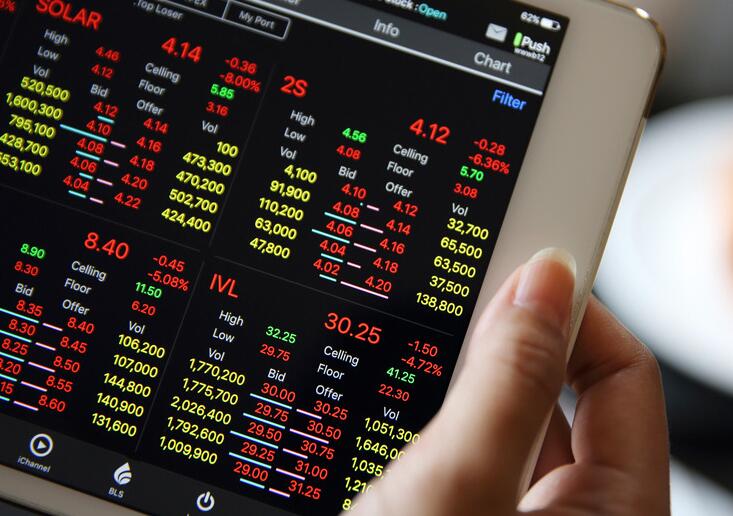 Top Loser
My Port
Stock :Open
62%
Info
Push
wwwb12
Chart
Filter
SOLAR
4.14
-0.36
-8.00%
High 4.46
Low 4.12
Celling 5.85
Floor 3.16
Vol Bid Offer Vol
520,500 4.12 4.14 100
1,600,300 4.10 4.16 473,300
795,100 4.08 4.18 470,200
428,700 4.06 4.20 502,700
553,100 4.04 4.22 424,400
2S
4.12
-0.28
-6.36%
High 4.56
Low 4.08
Celling 5.70
Floor 3.08
Vol Bid Offer Vol
4,100 4.10 4.12 32,700
91,900 4.08 4.14 65,500
110,200 4.06 4.16 63,500
63,000 4.04 4.18 37,500
47,800 4.02 4.20 138,800
8.40
-0.45
-5.08%
8.90
8.30
Celling 11.50
Floor 6.20
Bid Offer Vol
8.35 8.40 106,200
8.30 8.45 107,000
8.25 8.50 144,800
8.55 140,900
8.60 131,600
IVL
30.25
-1.50
-4.72%
High 32.25
Low 29.75
Celling 41.25
Floor 22.30
Vol Bid Offer Vol
1,770,200 30.00 30.25 1,051,300
1,775,700 29.75 30.50
2,026,400 29.50 30.75
1,792,600 29.25 31.00
1,009,900 29.00 31.25
iChannel
BLS